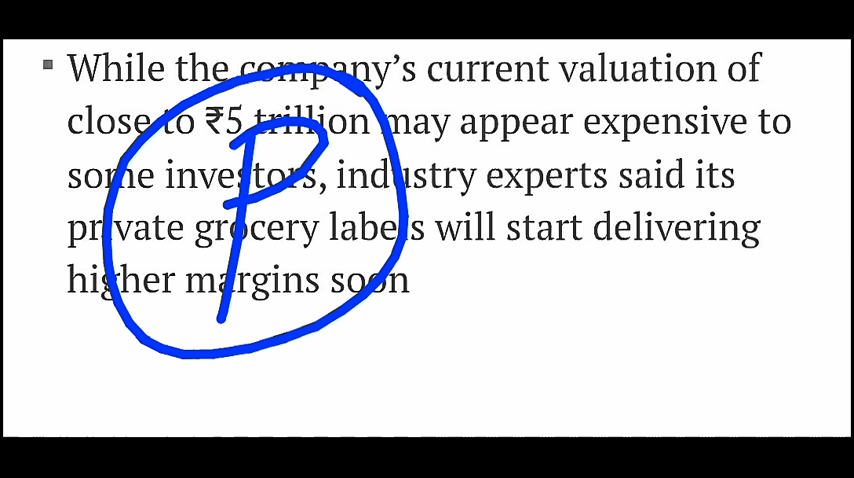 ▪ While the company's current valuation of
close to ₹5 trillion may appear expensive to
some investors, industry experts said its
private grocery labels will start delivering
higher margins soon
P